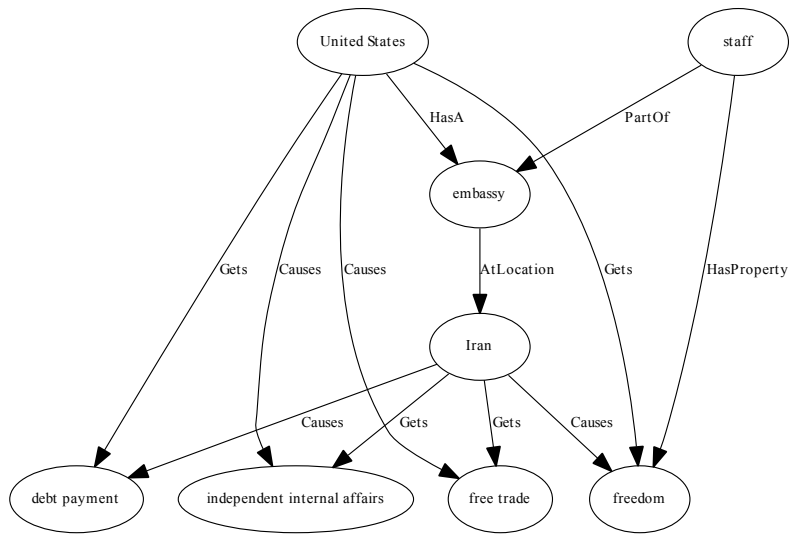 United States
staff
HasA
PartOf
embassy
Gets
Causes
Causes
AtLocation
Gets
HasProperty
Iran
Causes
Gets
Gets
Causes
debt payment
independent internal affairs
free trade
freedom